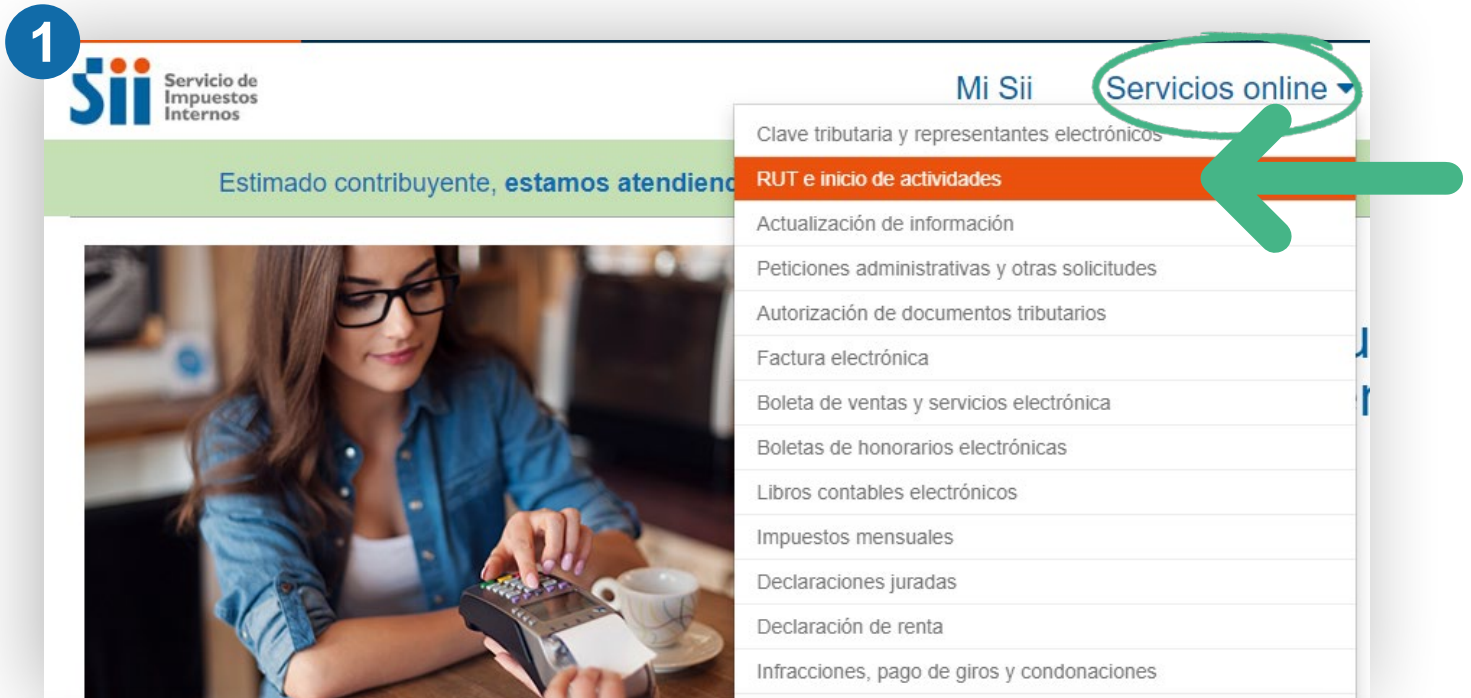 1
Sii
Servicio de
Impuestos
Internos
Mi Sii
Servicios online
Estimado contribuyente, estamos
Clave tributaria y representantes electrónicos
RUT e inicio de actividades
Actualización de información
Peticiones administrativas y otras solicitudes
Autorización de documentos tributarios
Factura electrónica
Boleta de ventas y servicios electrónica
Boletas de honorarios electrónicas
Libros contables electrónicos
Impuestos mensuales
Declaraciones juradas
Declaración de renta
Infracciones, pago de giros y condonaciones